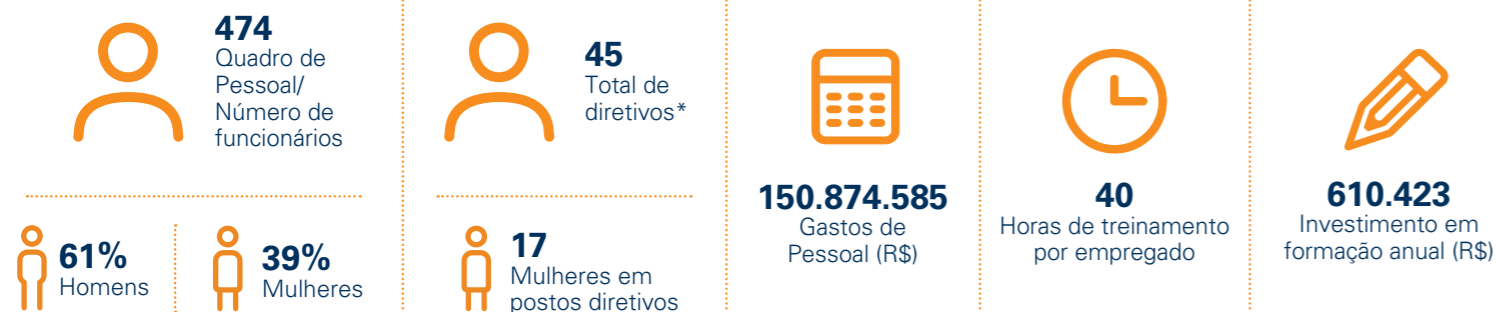 474
Quadro de
Pessoal/
Número de
funcionários
61%
Homens
39%
Mulheres
45
Total de
diretivos*
17
Mulheres em
postos diretivos
150.874.585
Gastos de
Pessoal (R$)
40
Horas de treinamento
por empregado
610.423
Investimento em
formação anual (R$)